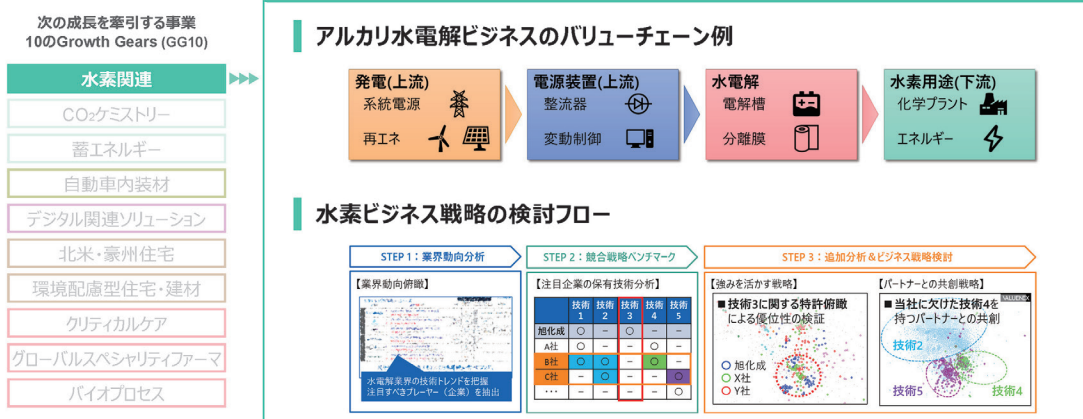 次の成長を牽引する事業
10のGrowth Gears (GG10)
水素関連
CO₂ケミストリー
蓄エネルギー
自動車内装材
デジタル関連ソリューション
北米・豪州住宅
環境配慮型住宅・建材
クリティカルケア
グローバルスペシャリティファーマ
バイオプロセス
アルカリ水電解ビジネスのバリューチェーン例
発電(上流)
系統電源
再エネ
電源装置(上流)
整流器
変動制御
水電解
電解槽
分離膜
水素用途(下流)
化学プラント
エネルギー
水素ビジネス戦略の検討フロー
STEP 1：業界動向分析
【業界動向俯瞰】
水電解業界の技術トレンドを把握
注目すべきプレーヤー（企業）を抽出
STEP 2：競合戦略ベンチマーク
【注目企業の保有技術分析】
技術1 技術2 技術3 技術4 技術5
旭化成 ○ － ○ － －
A社 ○ － － ○ －
B社 ○ ○ － ○ －
C社 － ○ － － ○
・・・ － － － － ○
STEP 3：追加分析＆ビジネス戦略検討
【強みを活かす戦略】
■技術3に関する特許俯瞰
による優位性の検証
○ 旭化成
○ X社
○ Y社
【パートナーとの共創戦略】
VALUENEX
■当社に欠けた技術4を
持つパートナーとの共創
技術2
技術5
技術4